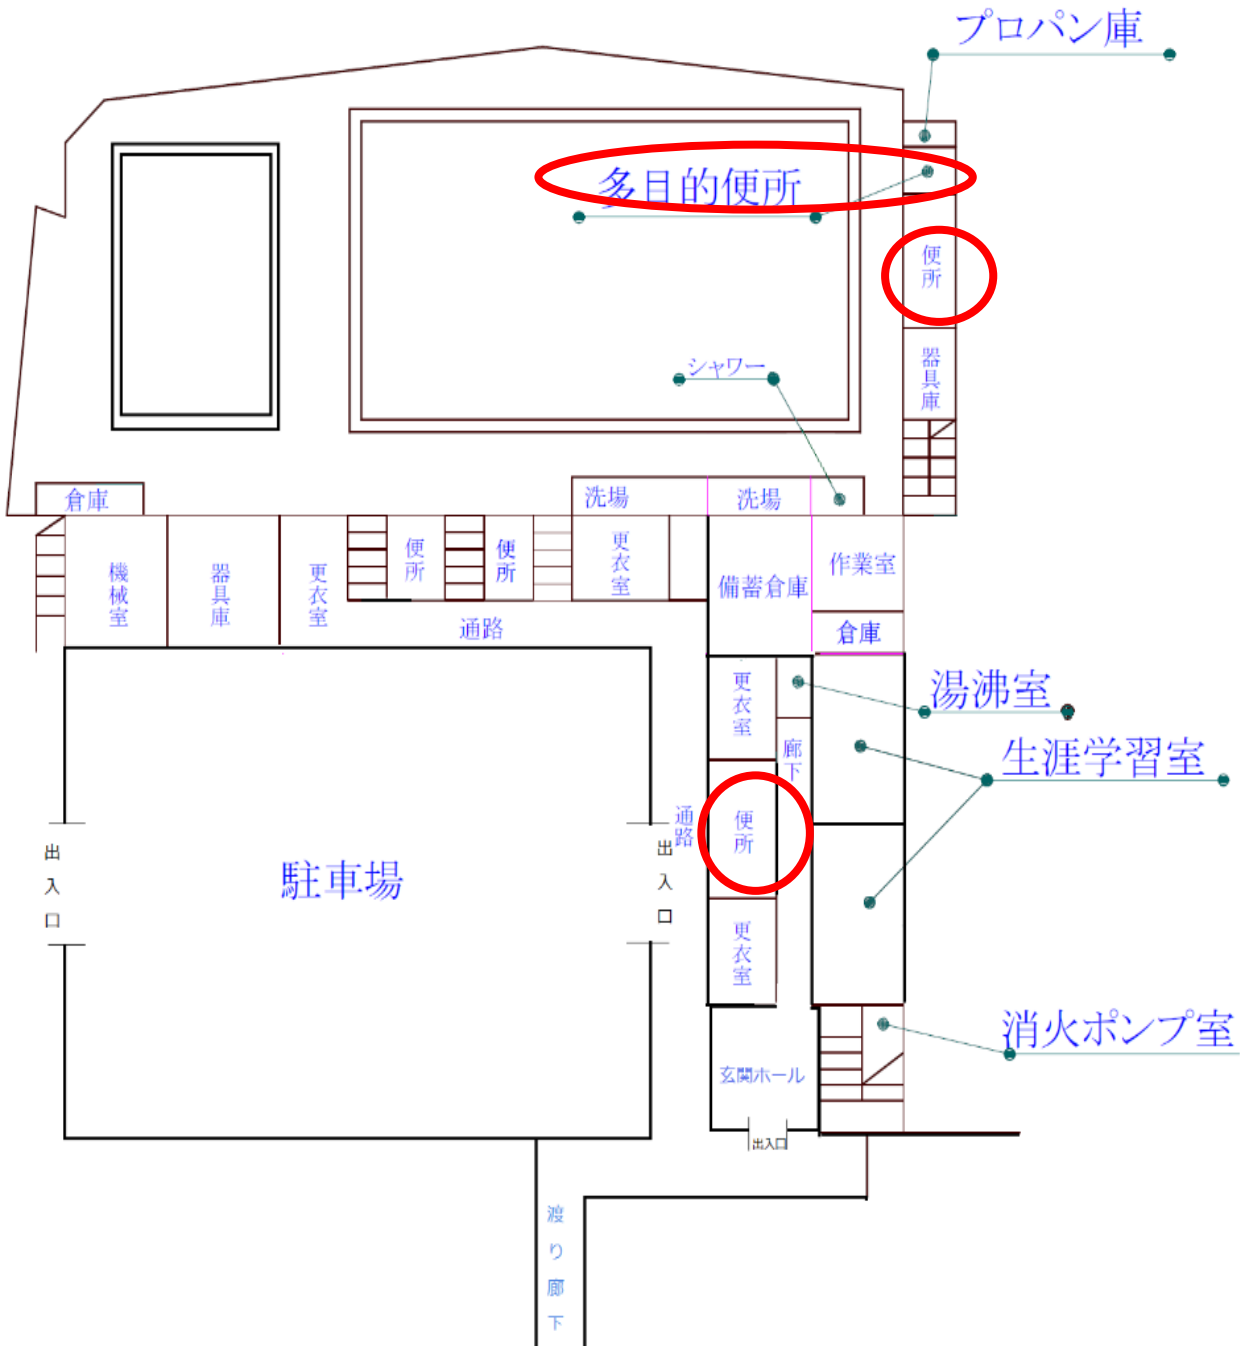 プロパン庫
多目的便所
便所
器具庫
シャワー
倉庫
洗場
洗場
機械室
器具庫
更衣室
便所
便所
更衣室
備蓄倉庫
作業室
倉庫
通路
更衣室
湯沸室
廊下
生涯学習室
通路
便所
出入口
駐車場
出入口
更衣室
消火ポンプ室
玄関ホール
出入口
渡り廊下